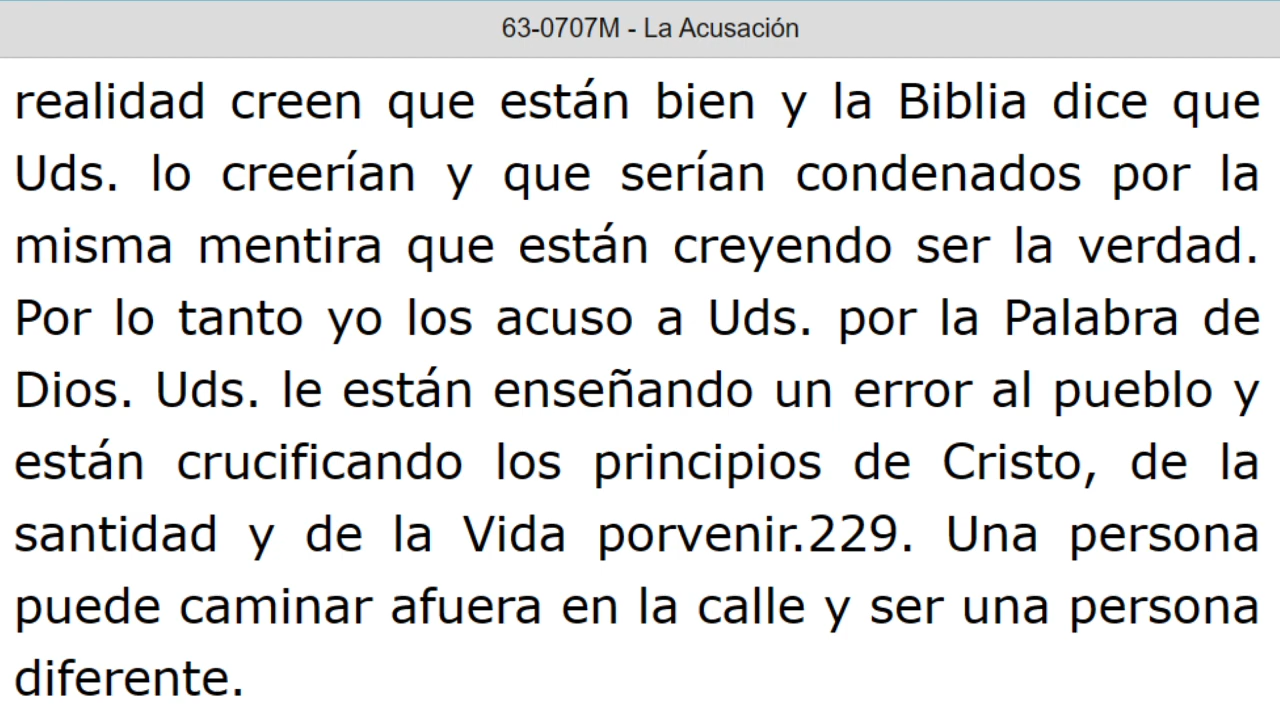 63-0707M - La Acusación
realidad creen que están bien y la Biblia dice que
Uds. lo creerían y que serían condenados por la
misma mentira que están creyendo ser la verdad.
Por lo tanto yo los acuso a Uds. por la Palabra de
Dios. Uds. le están enseñando un error al pueblo y
están crucificando los principios de Cristo, de la
santidad y de la Vida porvenir.229. Una persona
puede caminar afuera en la calle y ser una persona
diferente.